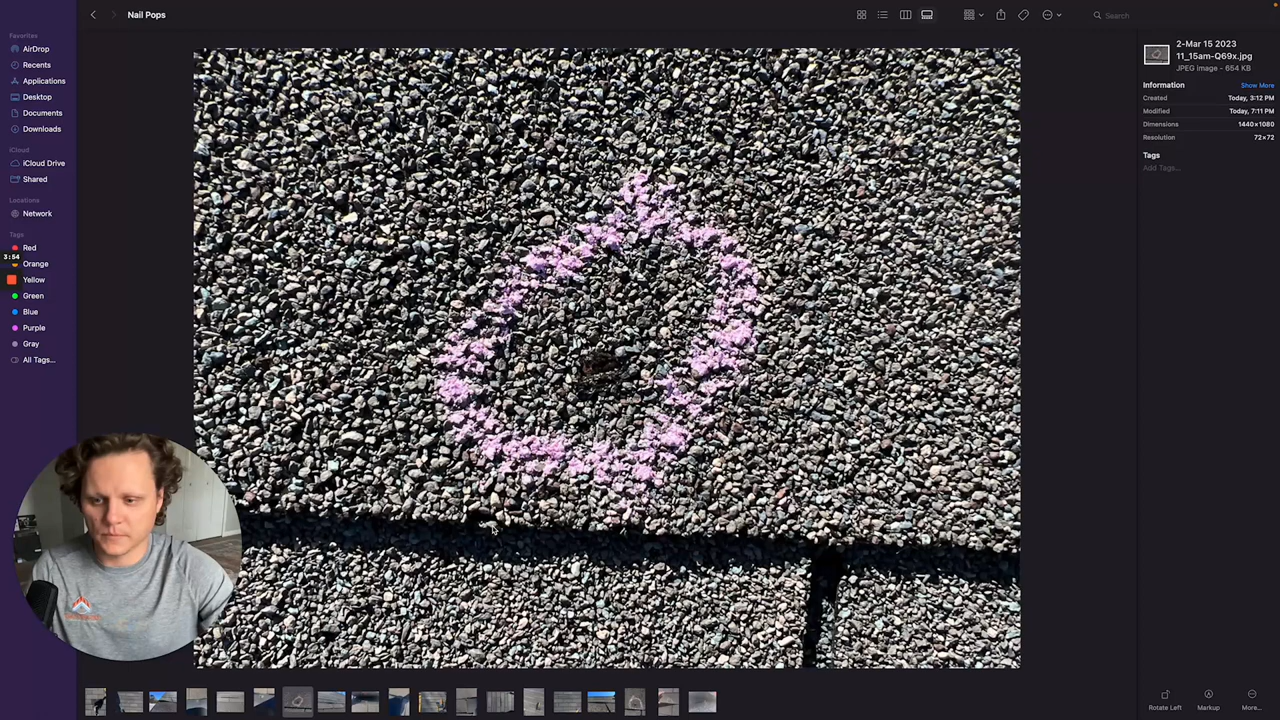 Nail Pops
Search
Favorites
AirDrop
Recents
Applications
Desktop
Documents
Downloads
iCloud
iCloud Drive
Shared
Locations
Network
Tags
Red
3:54
Orange
Yellow
Green
Blue
Purple
Gray
All Tags...
2-Mar 15 2023
11_15am-Q69x.jpg
JPEG image - 654 KB
Information
Show More
Created
Today, 3:12 PM
Modified
Today, 7:11 PM
Dimensions
1440×1080
Resolution
72×72
Tags
Add Tags...
Rotate Left
Markup
More...